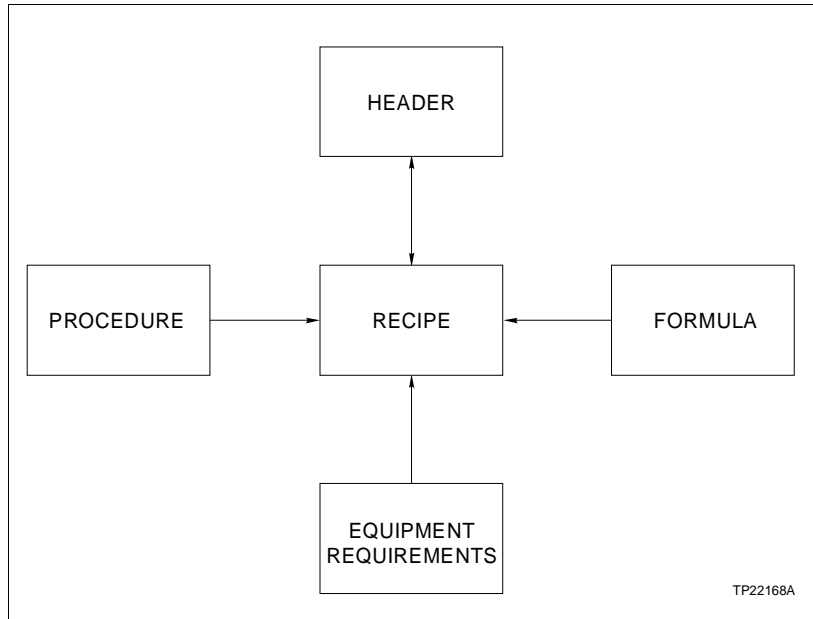 HEADER
PROCEDURE
RECIPE
FORMULA
EQUIPMENT
REQUIREMENTS
TP22168A